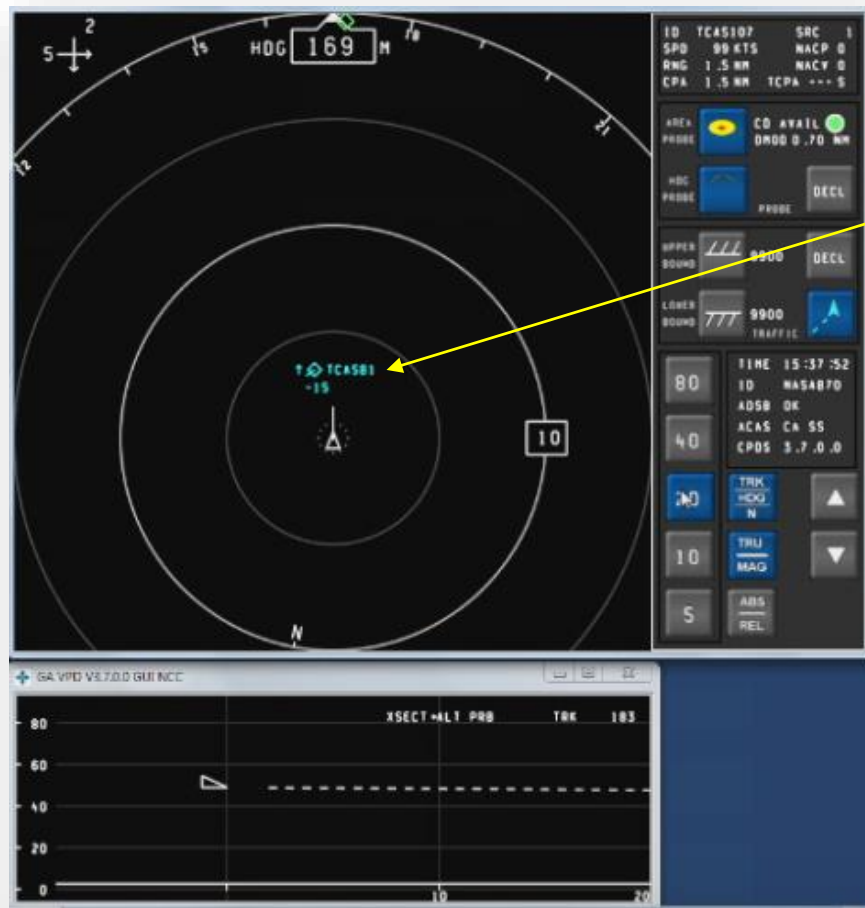 2
5
HDG 169 M
15
18
12
21
TCAS81
-15
10
N
ID TCAS107 SRC 1
SPD 99 KTS NACP 0
RNG 1.5 NM NACV 0
CPA 1.5 NM TCPA --- S
AREA PROBE
CD AVAIL
DMOD 0.70 NM
HDG PROBE
PROBE
DECL
UPPER BOUND
9900
DECL
LOWER BOUND
9900
TRAFFIC
80
40
10
5
TIME 15:37:52
ID NASA870
ADSB OK
ACAS CA SS
CPDS 3.7.0.0
TRK
HDG
N
TRU
MAG
ABS
REL
GA VPD V3.7.0.0 GUI NCC
XSECT+ALT PRB TRK 183
80
60
40
20
0
10
20